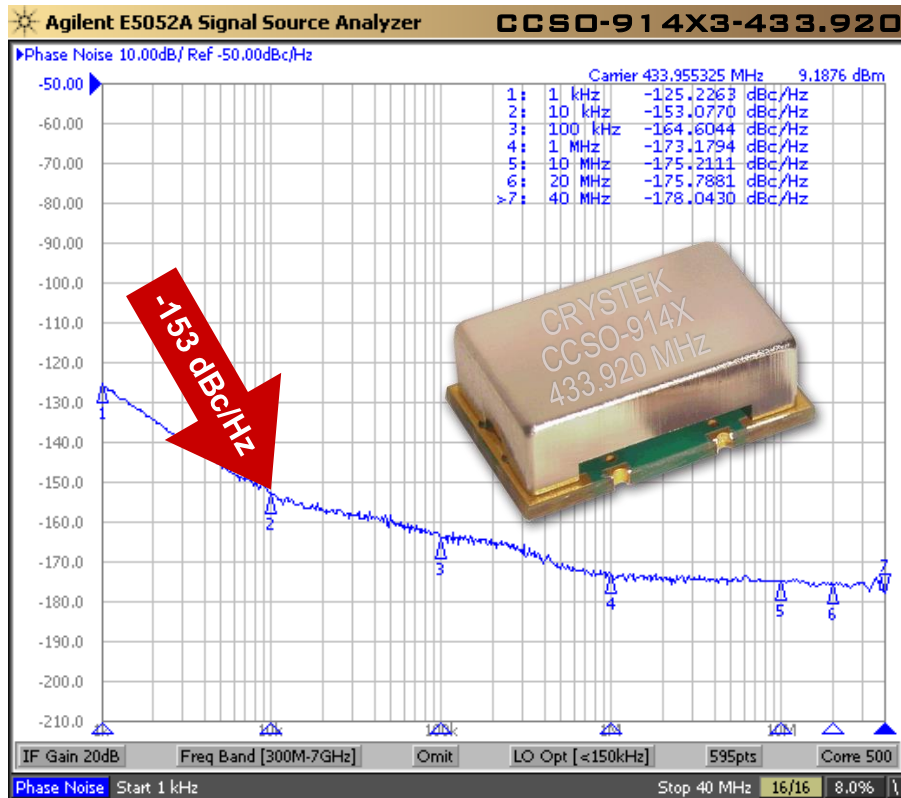 Agilent E5052A Signal Source Analyzer
CCSO-914X3-433.920
▶Phase Noise 10.00dB/ Ref -50.00dBc/Hz
Carrier 433.955325 MHz 9.1876 dBm
1: 1 kHz -125.2263 dBc/Hz
2: 10 kHz -153.0770 dBc/Hz
3: 100 kHz -164.6044 dBc/Hz
4: 1 MHz -173.1794 dBc/Hz
5: 10 MHz -175.2111 dBc/Hz
6: 20 MHz -175.7881 dBc/Hz
>7: 40 MHz -178.0430 dBc/Hz
-50.00
-60.00
-70.00
-80.00
-90.00
-100.0
-110.0
-120.0
-130.0
-140.0
-150.0
-160.0
-170.0
-180.0
-190.0
-200.0
-210.0
-153 dBc/Hz
CRYSTEK
CCSO-914X
433.920 MHz
1
2
3
4
5
6
7
IF Gain 20dB
Freq Band [300M-7GHz]
Omit
LO Opt [<150kHz]
595pts
Corre 500
Phase Noise Start 1 kHz
Stop 40 MHz 16/16 8.0%